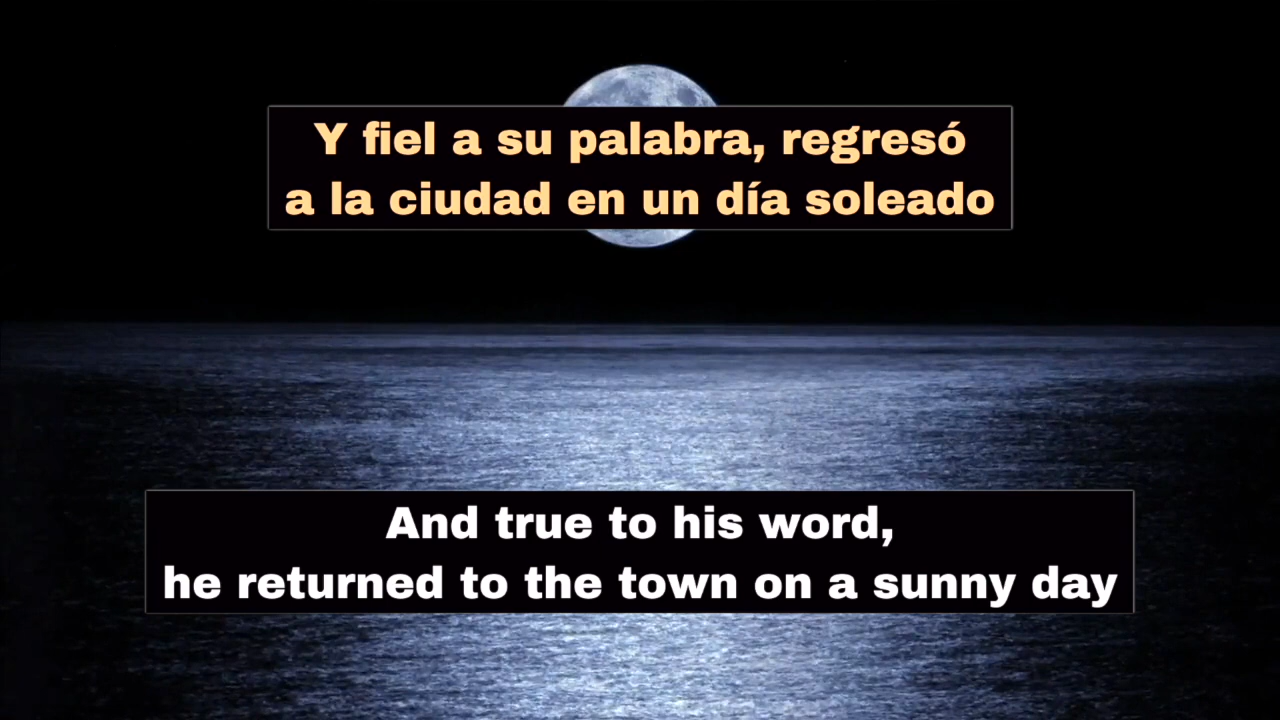 Y fiel a su palabra, regresó
a la ciudad en un día soleado
And true to his word,
he returned to the town on a sunny day